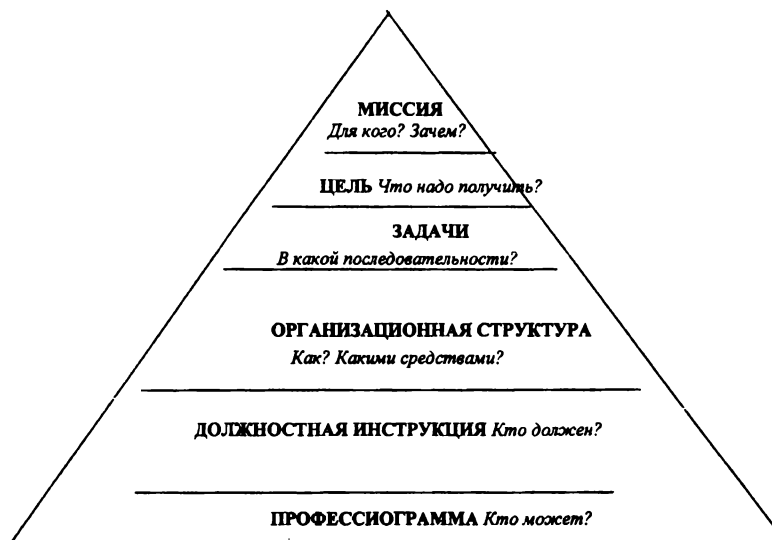 МИССИЯ
Для кого? Зачем?
ЦЕЛЬ Что надо получить?
ЗАДАЧИ
В какой последовательности?
ОРГАНИЗАЦИОННАЯ СТРУКТУРА
Как? Какими средствами?
ДОЛЖНОСТНАЯ ИНСТРУКЦИЯ Кто должен?
ПРОФЕССИОГРАММА Кто может?